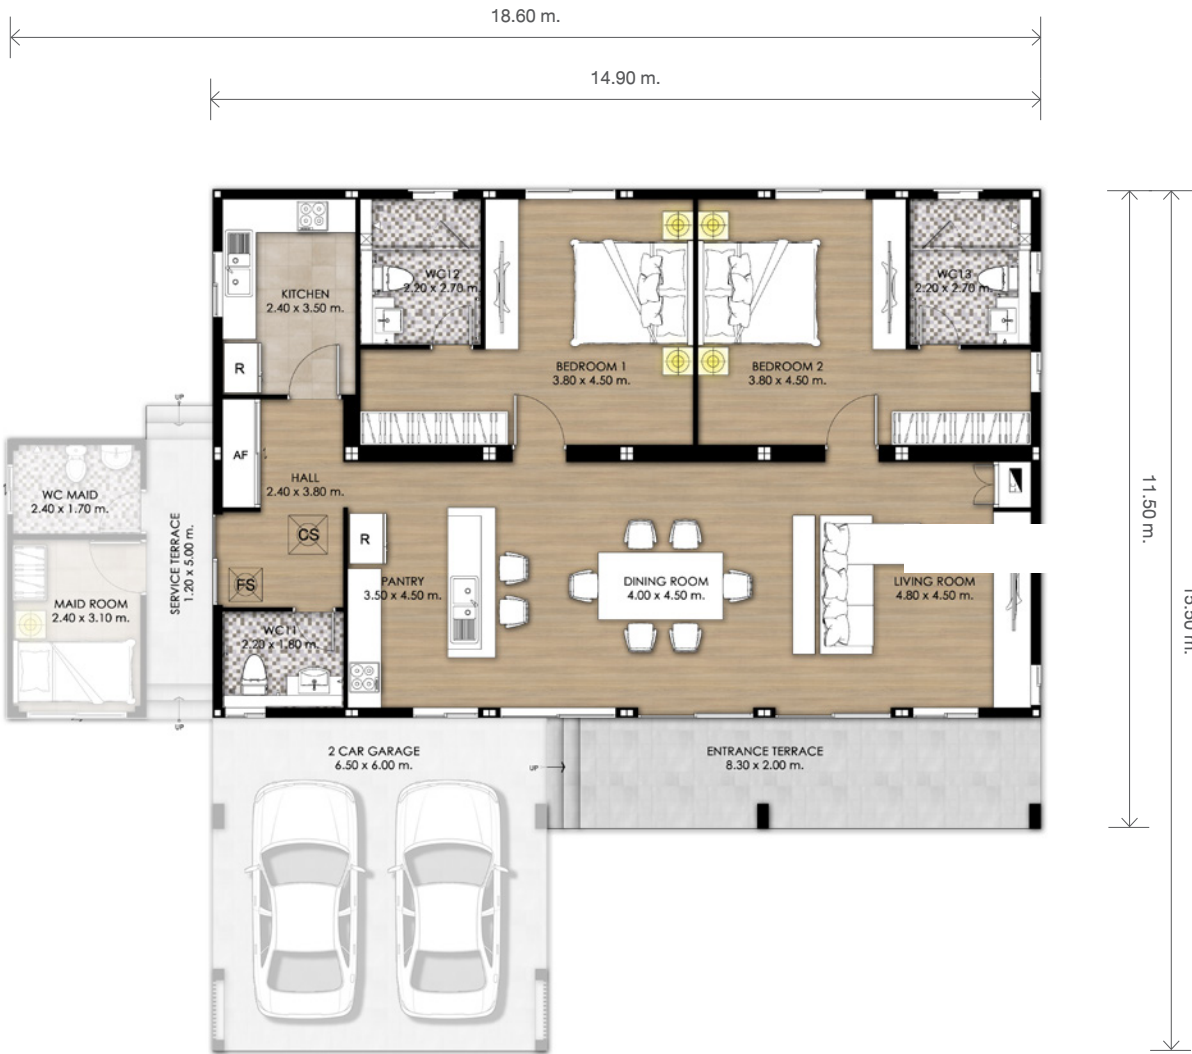 18.60 m.
14.90 m.
KITCHEN
2.40 x 3.50 m.
WC12
2.20 x 2.70 m.
WC13
2.20 x 2.70 m.
BEDROOM 1
3.80 x 4.50 m.
BEDROOM 2
3.80 x 4.50 m.
R
UP
AF
HALL
2.40 x 3.80 m.
WC MAID
2.40 x 1.70 m.
SERVICE TERRACE
1.20 x 5.00 m.
CS
R
FS
PANTRY
3.50 x 4.50 m.
DINING ROOM
4.00 x 4.50 m.
LIVING ROOM
4.80 x 4.50 m.
MAID ROOM
2.40 x 3.10 m.
WC11
2.20 x 1.80 m.
UP
2 CAR GARAGE
6.50 x 6.00 m.
UP
ENTRANCE TERRACE
8.30 x 2.00 m.
11.50 m.